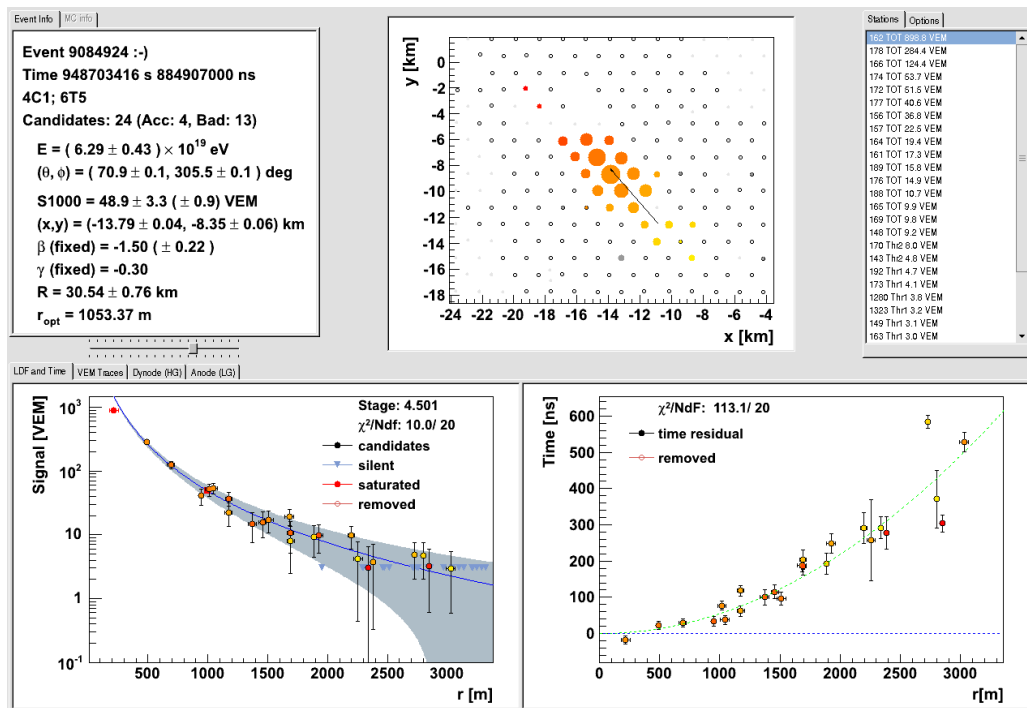 Event Info
MC info
Event 9084924 :-)
Time 948703416 s 884907000 ns
4C1; 6T5
Candidates: 24 (Acc: 4, Bad: 13)
E = ( 6.29 ± 0.43 ) × 10^19 eV
(θ, ϕ) = ( 70.9 ± 0.1, 305.5 ± 0.1 ) deg
S1000 = 48.9 ± 3.3 ( ± 0.9) VEM
(x,y) = (-13.79 ± 0.04, -8.35 ± 0.06) km
β (fixed) = -1.50 ( ± 0.22 )
γ (fixed) = -0.30
R = 30.54 ± 0.76 km
r_opt = 1053.37 m
y [km]
0
-2
-4
-6
-8
-10
-12
-14
-16
-18
-24 -22 -20 -18 -16 -14 -12 -10 -8 -6 -4
x [km]
Stations
Options
162 TOT 898.8 VEM
178 TOT 284.4 VEM
166 TOT 124.4 VEM
174 TOT 53.7 VEM
172 TOT 51.5 VEM
177 TOT 40.6 VEM
156 TOT 36.8 VEM
157 TOT 22.5 VEM
164 TOT 19.4 VEM
161 TOT 17.3 VEM
189 TOT 15.8 VEM
176 TOT 14.9 VEM
188 TOT 10.7 VEM
165 TOT 9.9 VEM
169 TOT 9.8 VEM
148 TOT 9.2 VEM
170 Thr2 8.0 VEM
143 Thr2 4.8 VEM
192 Thr1 4.7 VEM
173 Thr1 4.1 VEM
1280 Thr1 3.8 VEM
1323 Thr1 3.2 VEM
149 Thr1 3.1 VEM
163 Thr1 3.0 VEM
LDF and Time
VEM Traces
Dynode (HG)
Anode (LG)
Signal [VEM]
10^3
10^2
10
1
10^-1
Stage: 4.501
χ²/Ndf: 10.0/ 20
candidates
silent
saturated
removed
500 1000 1500 2000 2500 3000
r [m]
Time [ns]
600
500
400
300
200
100
0
χ²/NdF: 113.1/ 20
time residual
removed
0 500 1000 1500 2000 2500 3000
r[m]